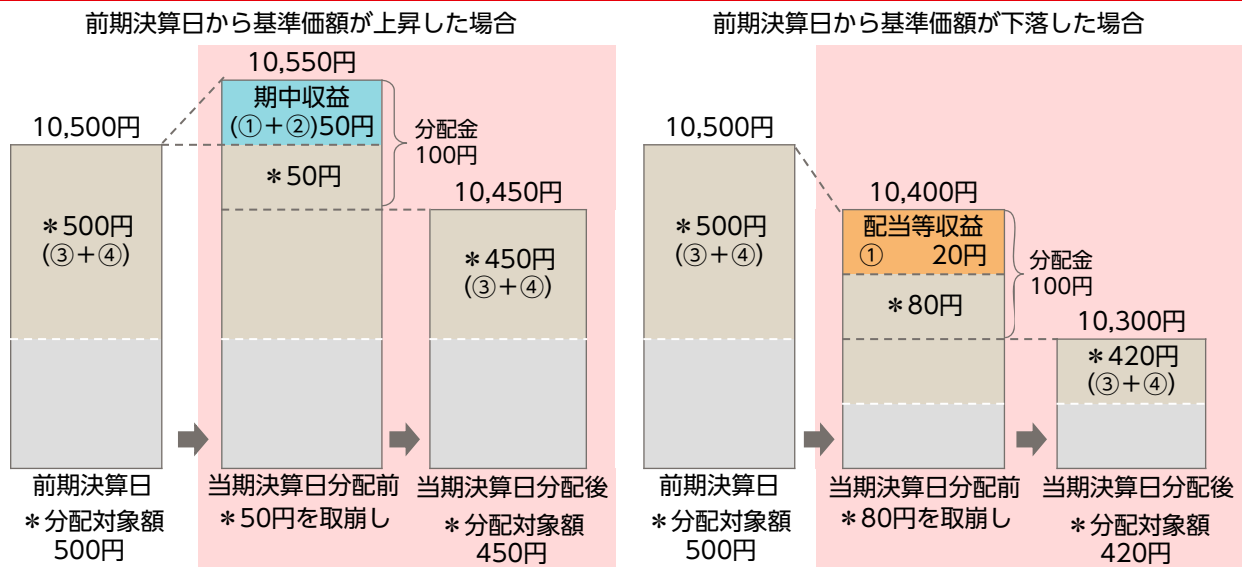 前期決算日から基準価額が上昇した場合
10,500円
＊500円
(③＋④)
10,550円
期中収益
(①＋②)50円
＊50円
分配金
100円
10,450円
＊450円
(③＋④)
前期決算日
＊分配対象額
500円
当期決算日分配前
＊50円を取崩し
当期決算日分配後
＊分配対象額
450円
前期決算日から基準価額が下落した場合
10,500円
＊500円
(③＋④)
10,400円
配当等収益
① 20円
＊80円
分配金
100円
10,300円
＊420円
(③＋④)
前期決算日
＊分配対象額
500円
当期決算日分配前
＊80円を取崩し
当期決算日分配後
＊分配対象額
420円